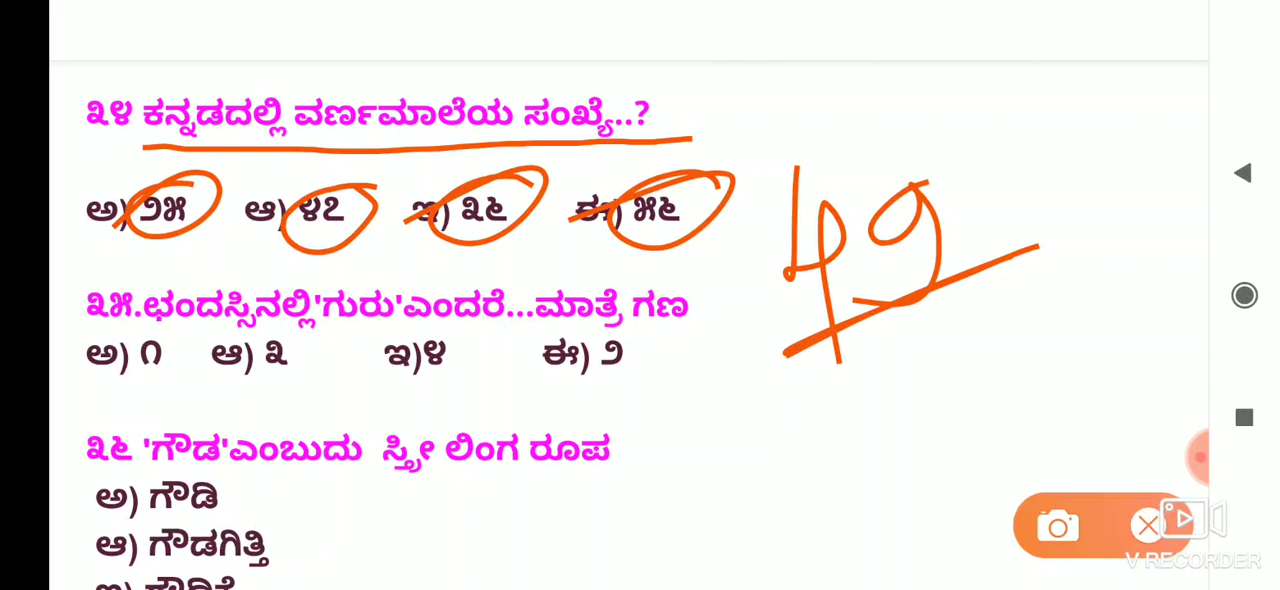 ೩೪ ಕನ್ನಡದಲ್ಲಿ ವರ್ಣಮಾಲೆಯ ಸಂಖ್ಯೆ..?
ಅ) ೨೫ ಆ) ೪೭ ಇ) ೩೬ ಈ) ೫೬
49
೩೫.ಛಂದಸ್ಸಿನಲ್ಲಿ'ಗುರು'ಎಂದರೆ...ಮಾತ್ರೆ ಗಣ
ಅ) ೧ ಆ) ೩ ಇ)೪ ಈ) ೨
೩೬ 'ಗೌಡ'ಎಂಬುದು ಸ್ತ್ರೀ ಲಿಂಗ ರೂಪ
ಅ) ಗೌಡಿ
ಆ) ಗೌಡಗಿತ್ತಿ
V RECORDER